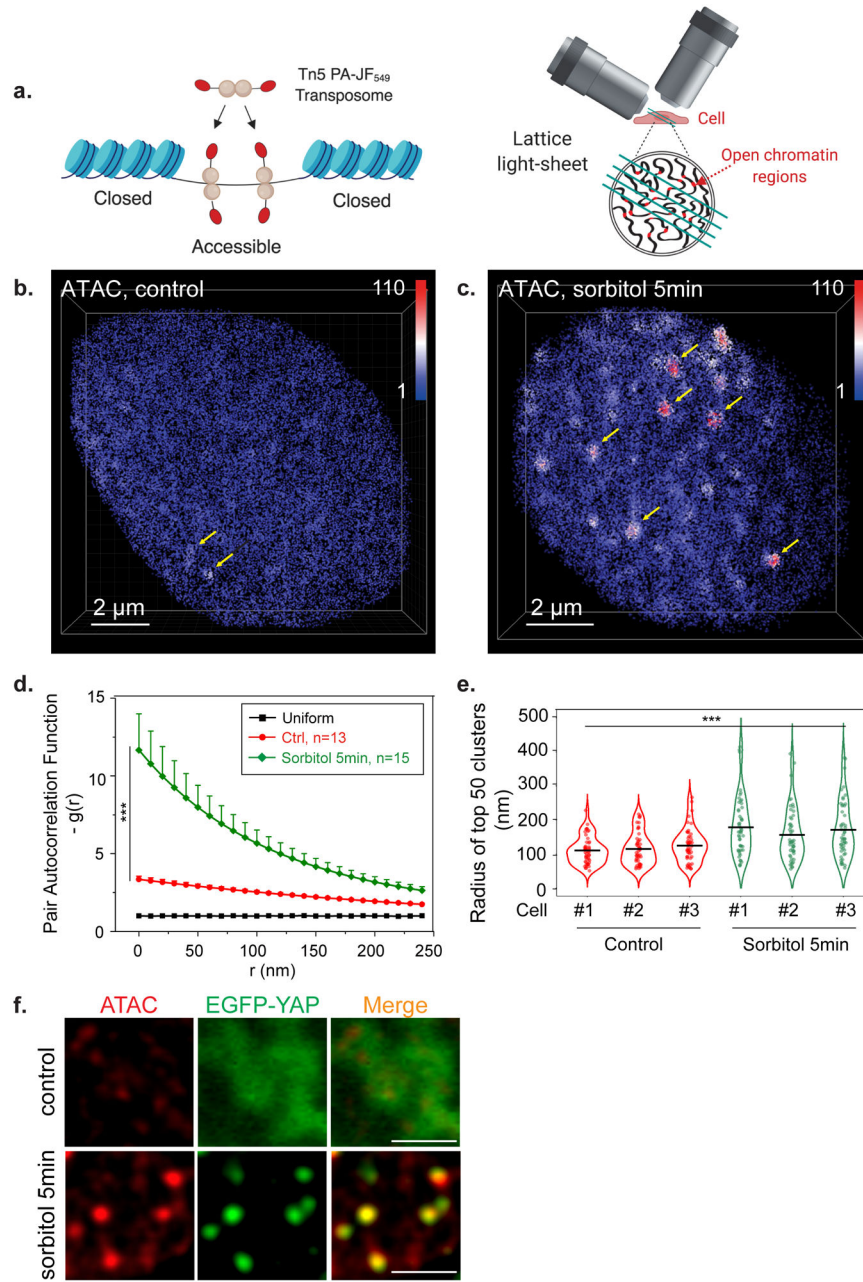 a.
Tn5 PA-JF549
Transposome
Closed
Closed
Accessible
Lattice
light-sheet
Cell
Open chromatin
regions
b.
ATAC, control
110
1
2 µm
c.
ATAC, sorbitol 5min
110
1
2 µm
d.
Pair Autocorrelation Function
- g(r)
15
10
5
0
***
Uniform
Ctrl, n=13
Sorbitol 5min, n=15
0
50
100
150
200
250
r (nm)
e.
Radius of top 50 clusters
(nm)
500
400
300
200
100
0
***
Cell
#1
#2
#3
#1
#2
#3
Control
Sorbitol 5min
f.
ATAC
EGFP-YAP
Merge
control
sorbitol 5min